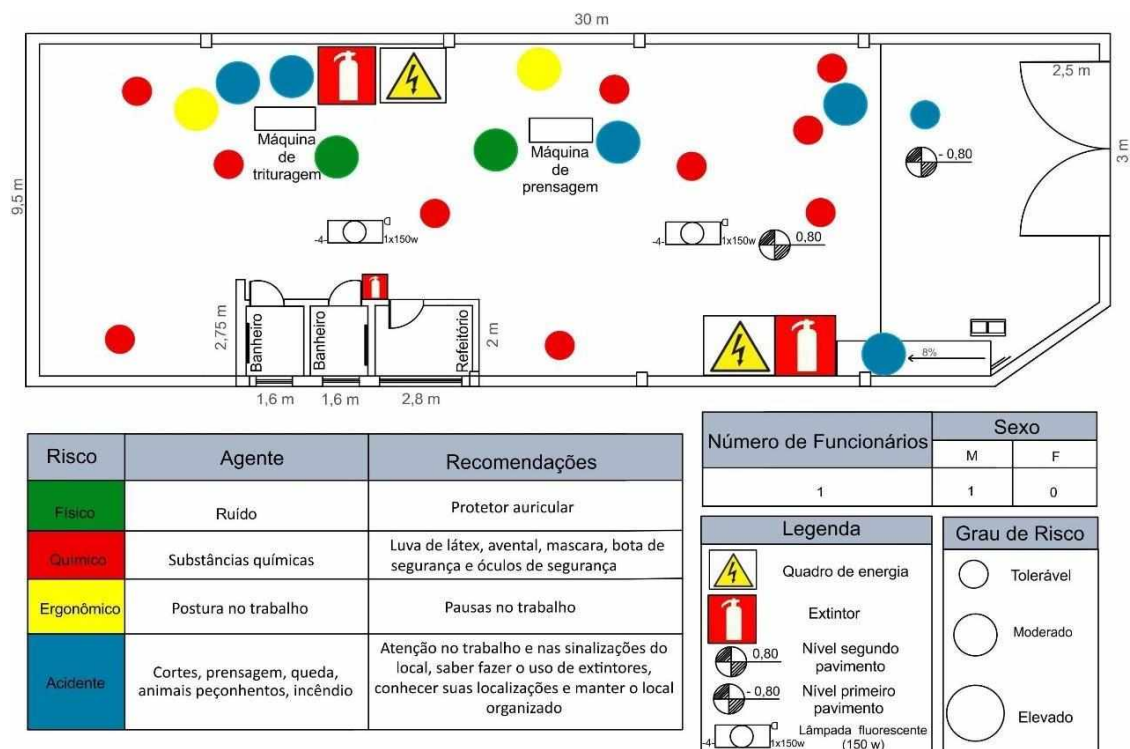 30 m
2,5 m
3 m
9,5 m
Máquina
de
trituragem
Máquina
de
prensagem
- 0,80
0,80
-4-
1x150w
-4-
1x150w
2,75 m
Banheiro
Banheiro
Refeitório
2 m
8%
1,6 m
1,6 m
2,8 m
Risco
Agente
Recomendações
Físico
Ruído
Protetor auricular
Químico
Substâncias químicas
Luva de látex, avental, mascara, bota de
segurança e óculos de segurança
Ergonômico
Postura no trabalho
Pausas no trabalho
Acidente
Cortes, prensagem, queda,
animais peçonhentos, incêndio
Atenção no trabalho e nas sinalizações do
local, saber fazer o uso de extintores,
conhecer suas localizações e manter o local
organizado
Número de Funcionários
Sexo
M
F
1
1
0
Legenda
Quadro de energia
Extintor
0,80
Nível segundo
pavimento
- 0,80
Nível primeiro
pavimento
-4-
1x150w
Lâmpada fluorescente
(150 w)
Grau de Risco
Tolerável
Moderado
Elevado